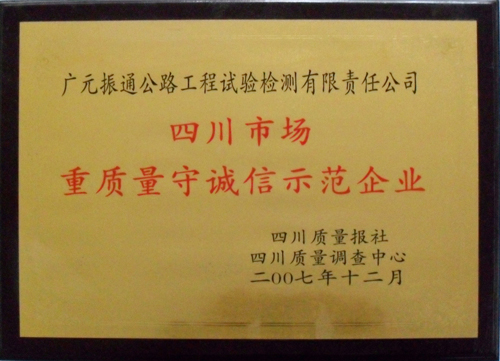 广元振通公路工程试验检测有限责任公司
四川市场
重质量守诚信示范企业
四川质量报社
四川质量调查中心
二00七年十二月